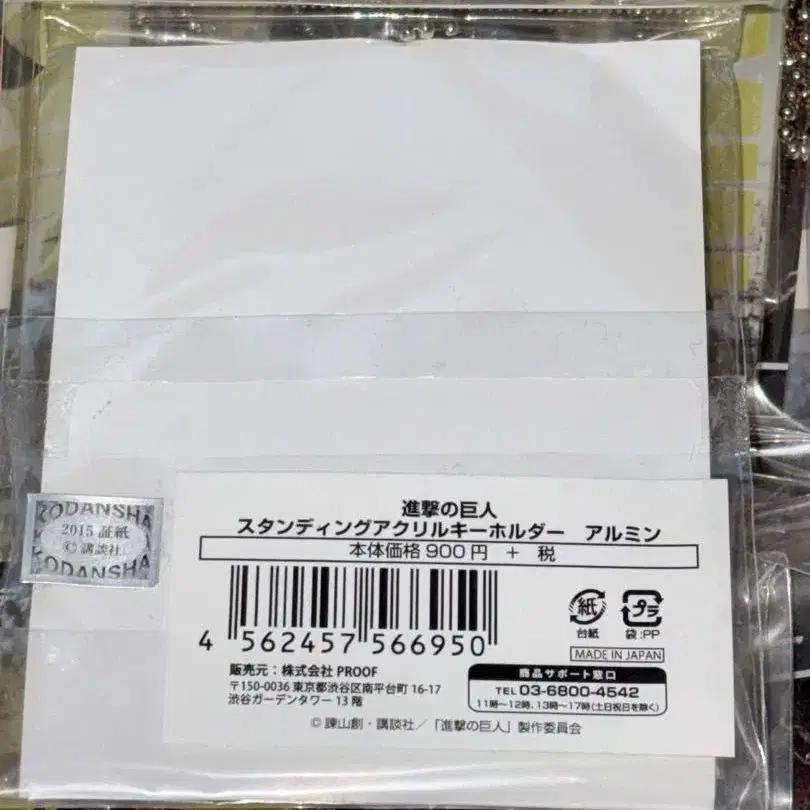 進撃の巨人
スタンディングアクリルキーホルダー アルミン
本体価格 900円 + 税
4 562457 566950
紙
台紙
プラ
袋:PP
MADE IN JAPAN
販売元:株式会社 PROOF
〒150-0036 東京都渋谷区南平台町 16-17
渋谷ガーデンタワー 13 階
商品サポート窓口
TEL 03-6800-4542
11時~12時、13時~17時(土日祝日を除く)
©諫山創・講談社/「進撃の巨人」製作委員会
KODANSHA
2015 証紙
©講談社
KODANSHA